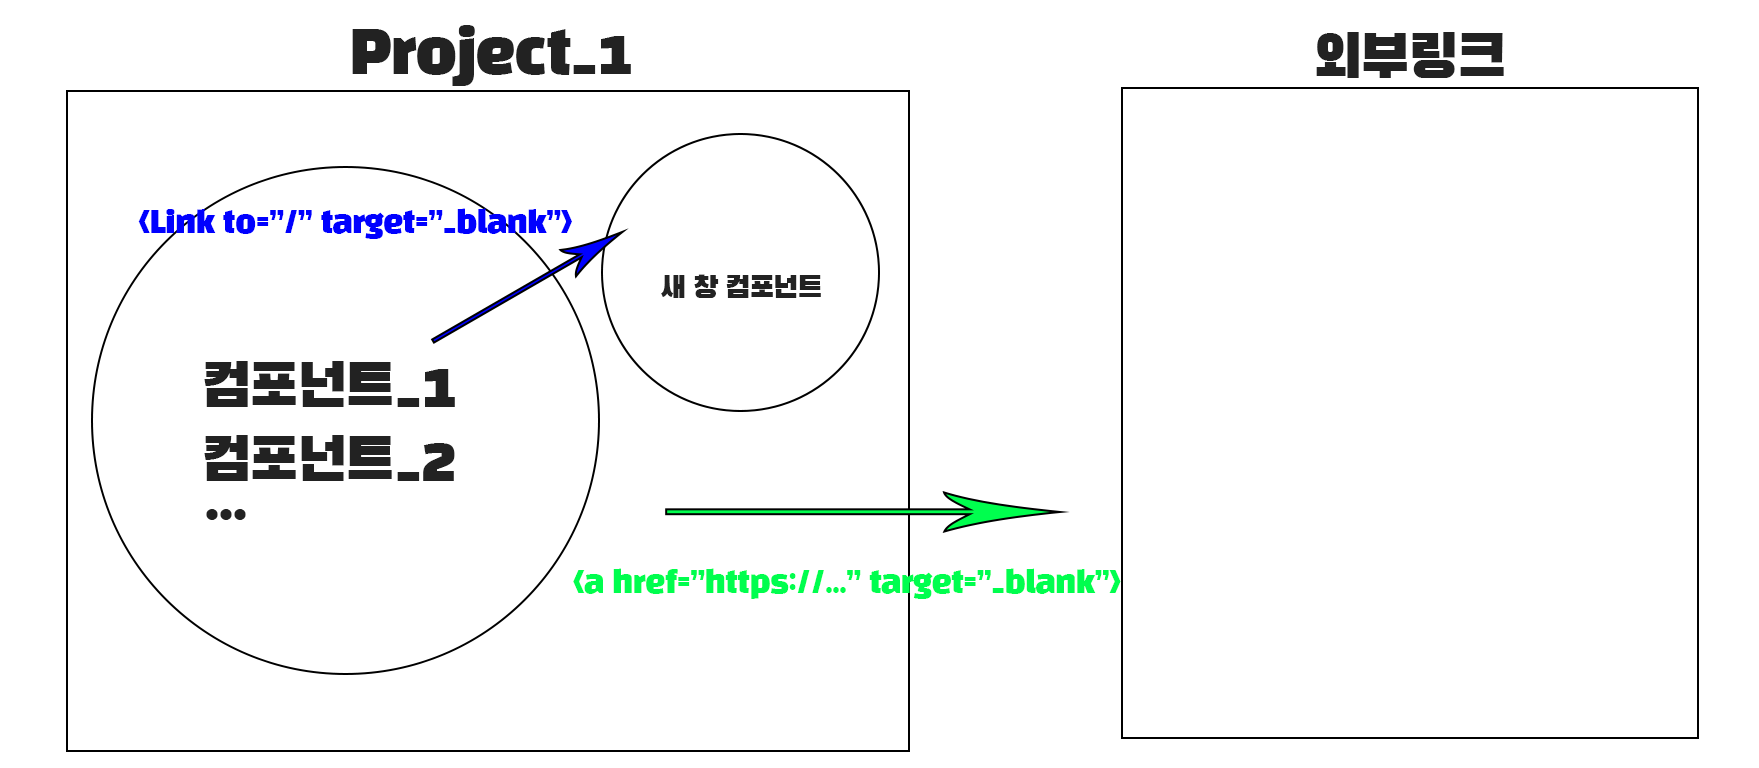 Project_1
외부링크
<Link to=”/” target=”_blank”>
새 창 컴포넌트
컴포넌트_1
컴포넌트_2
...
<a href=”https://...” target=”_blank”>